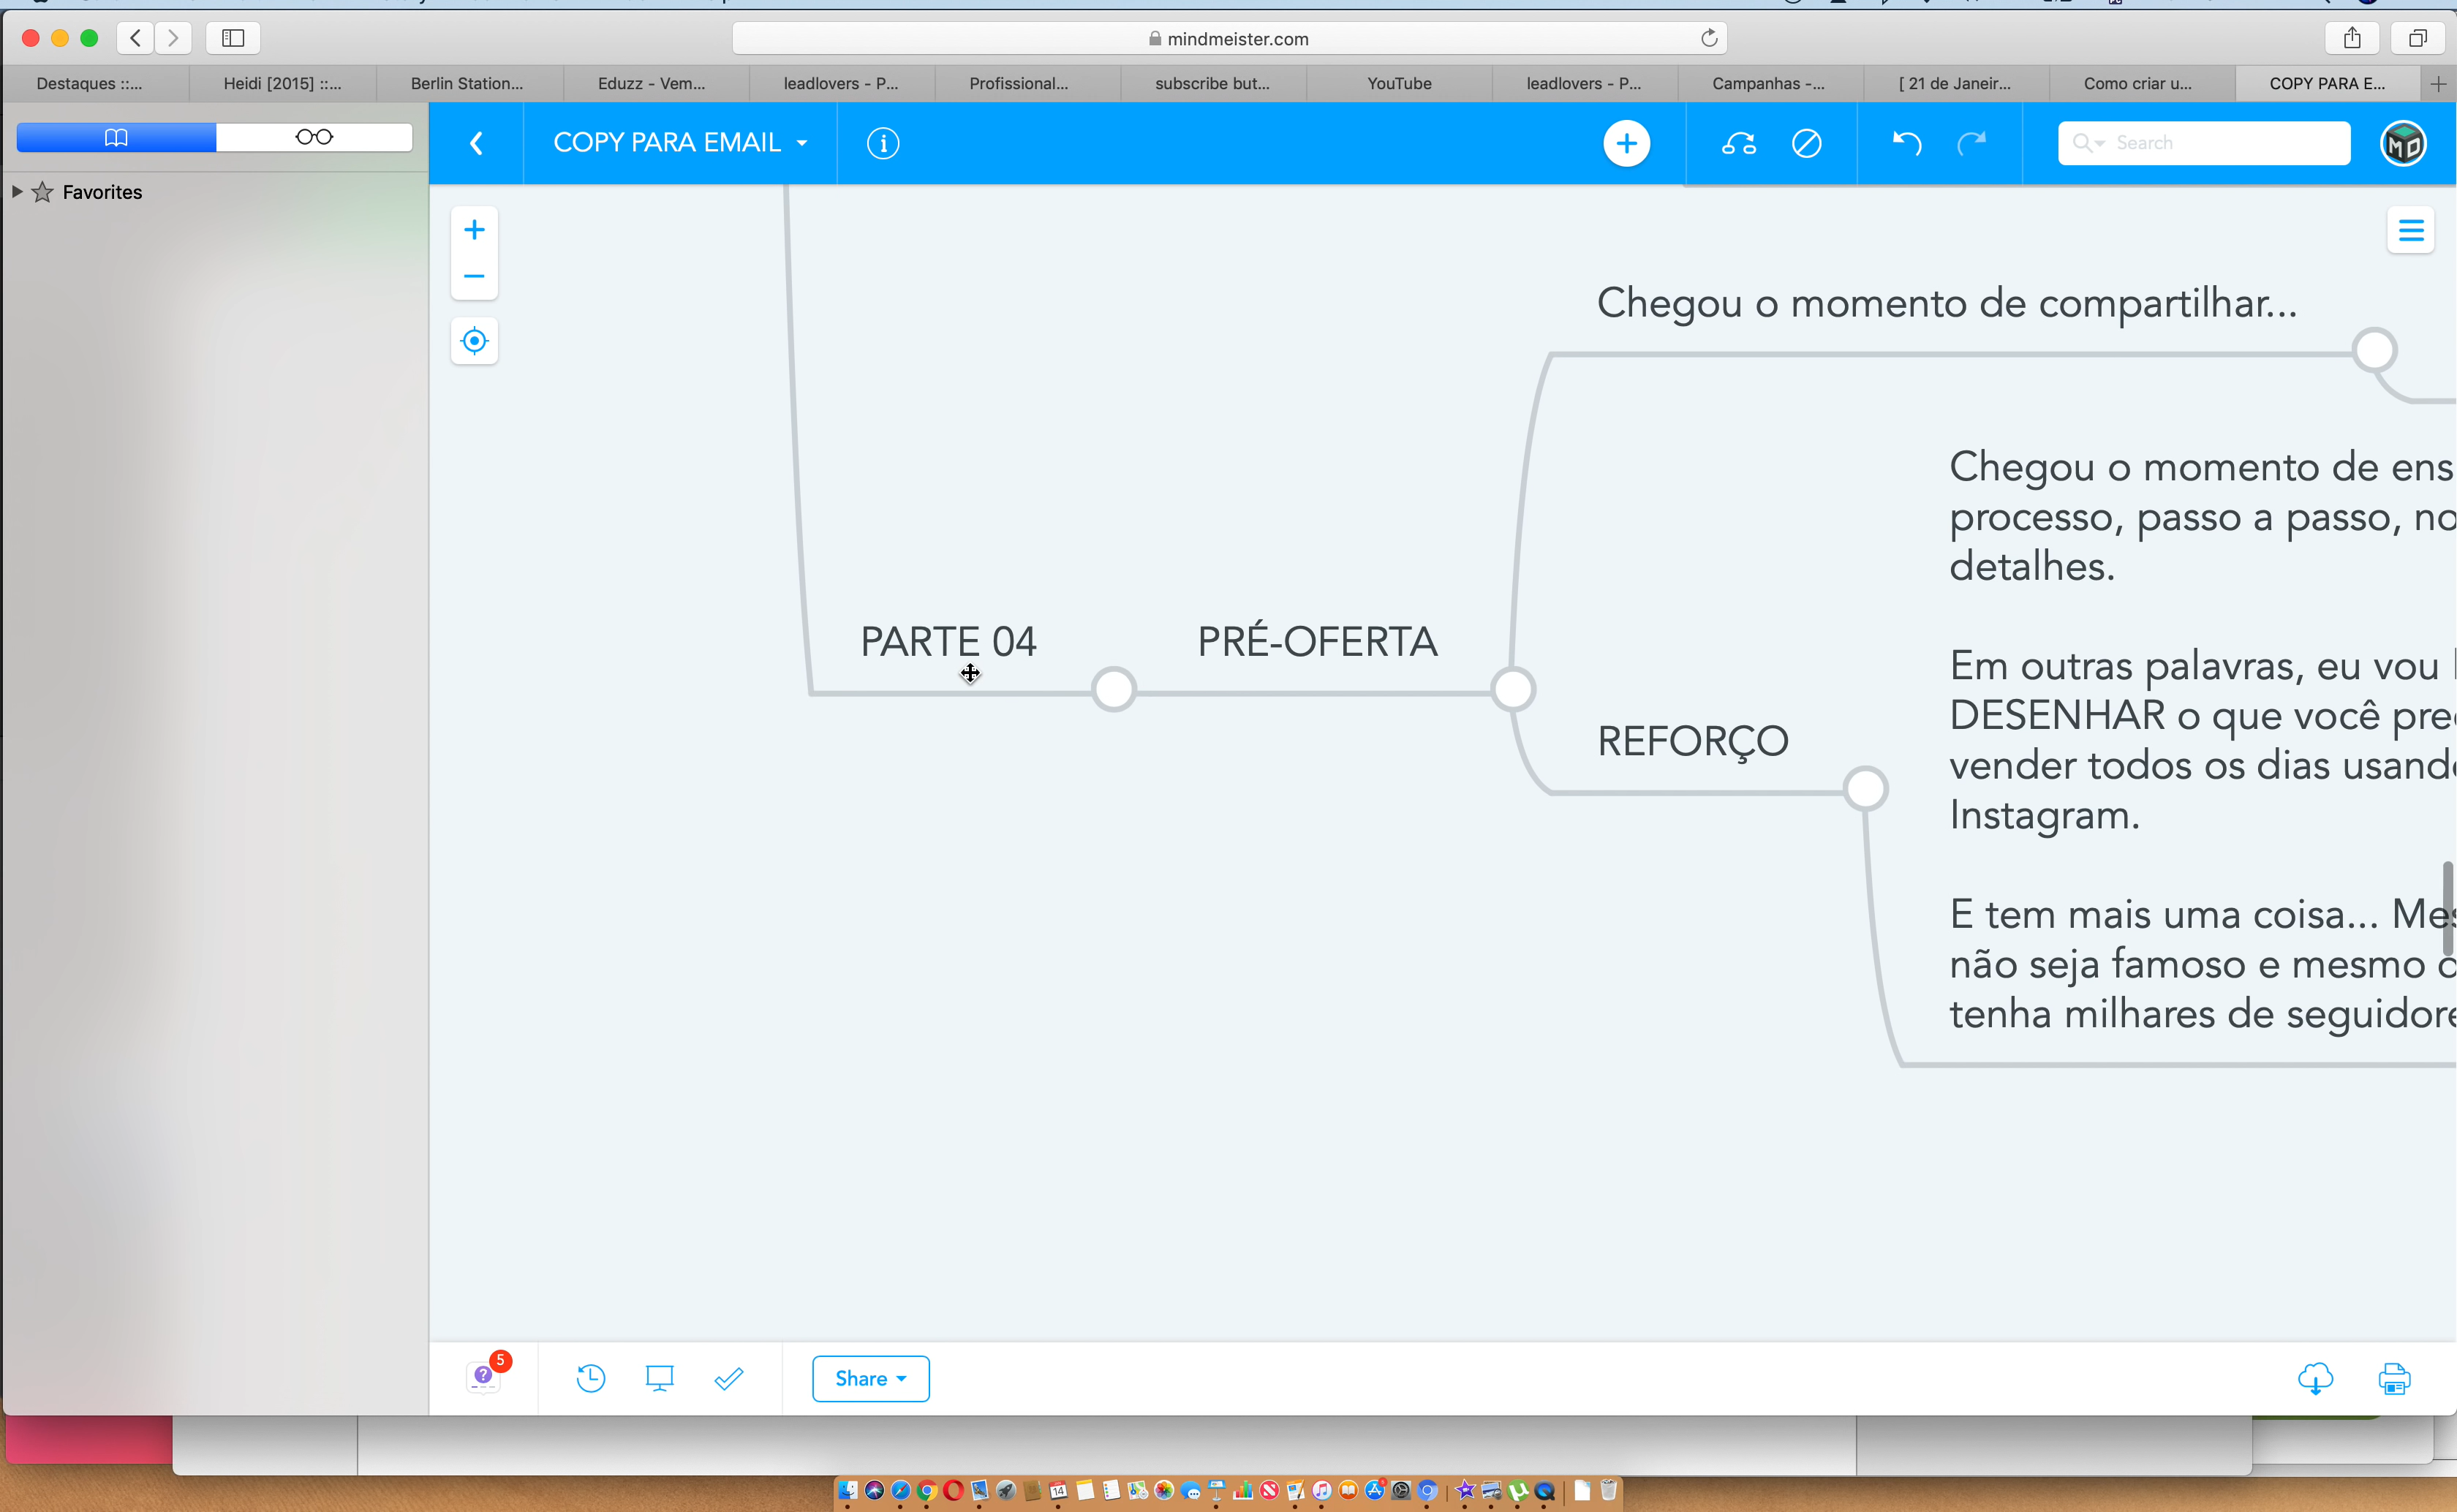 mindmeister.com
Destaques ::...
Heidi [2015] ::...
Berlin Station...
Eduzz - Vem...
leadlovers - P...
Profissional...
subscribe but...
YouTube
leadlovers - P...
Campanhas -...
[ 21 de Janeir...
Como criar u...
COPY PARA E...
Favorites
COPY PARA EMAIL
Search
Chegou o momento de compartilhar...
Chegou o momento de ens
processo, passo a passo, no
detalhes.
PARTE 04
PRÉ-OFERTA
Em outras palavras, eu vou
DESENHAR o que você pre
vender todos os dias usand
Instagram.
REFORÇO
E tem mais uma coisa... Mes
não seja famoso e mesmo
tenha milhares de seguidore
5
Share
14